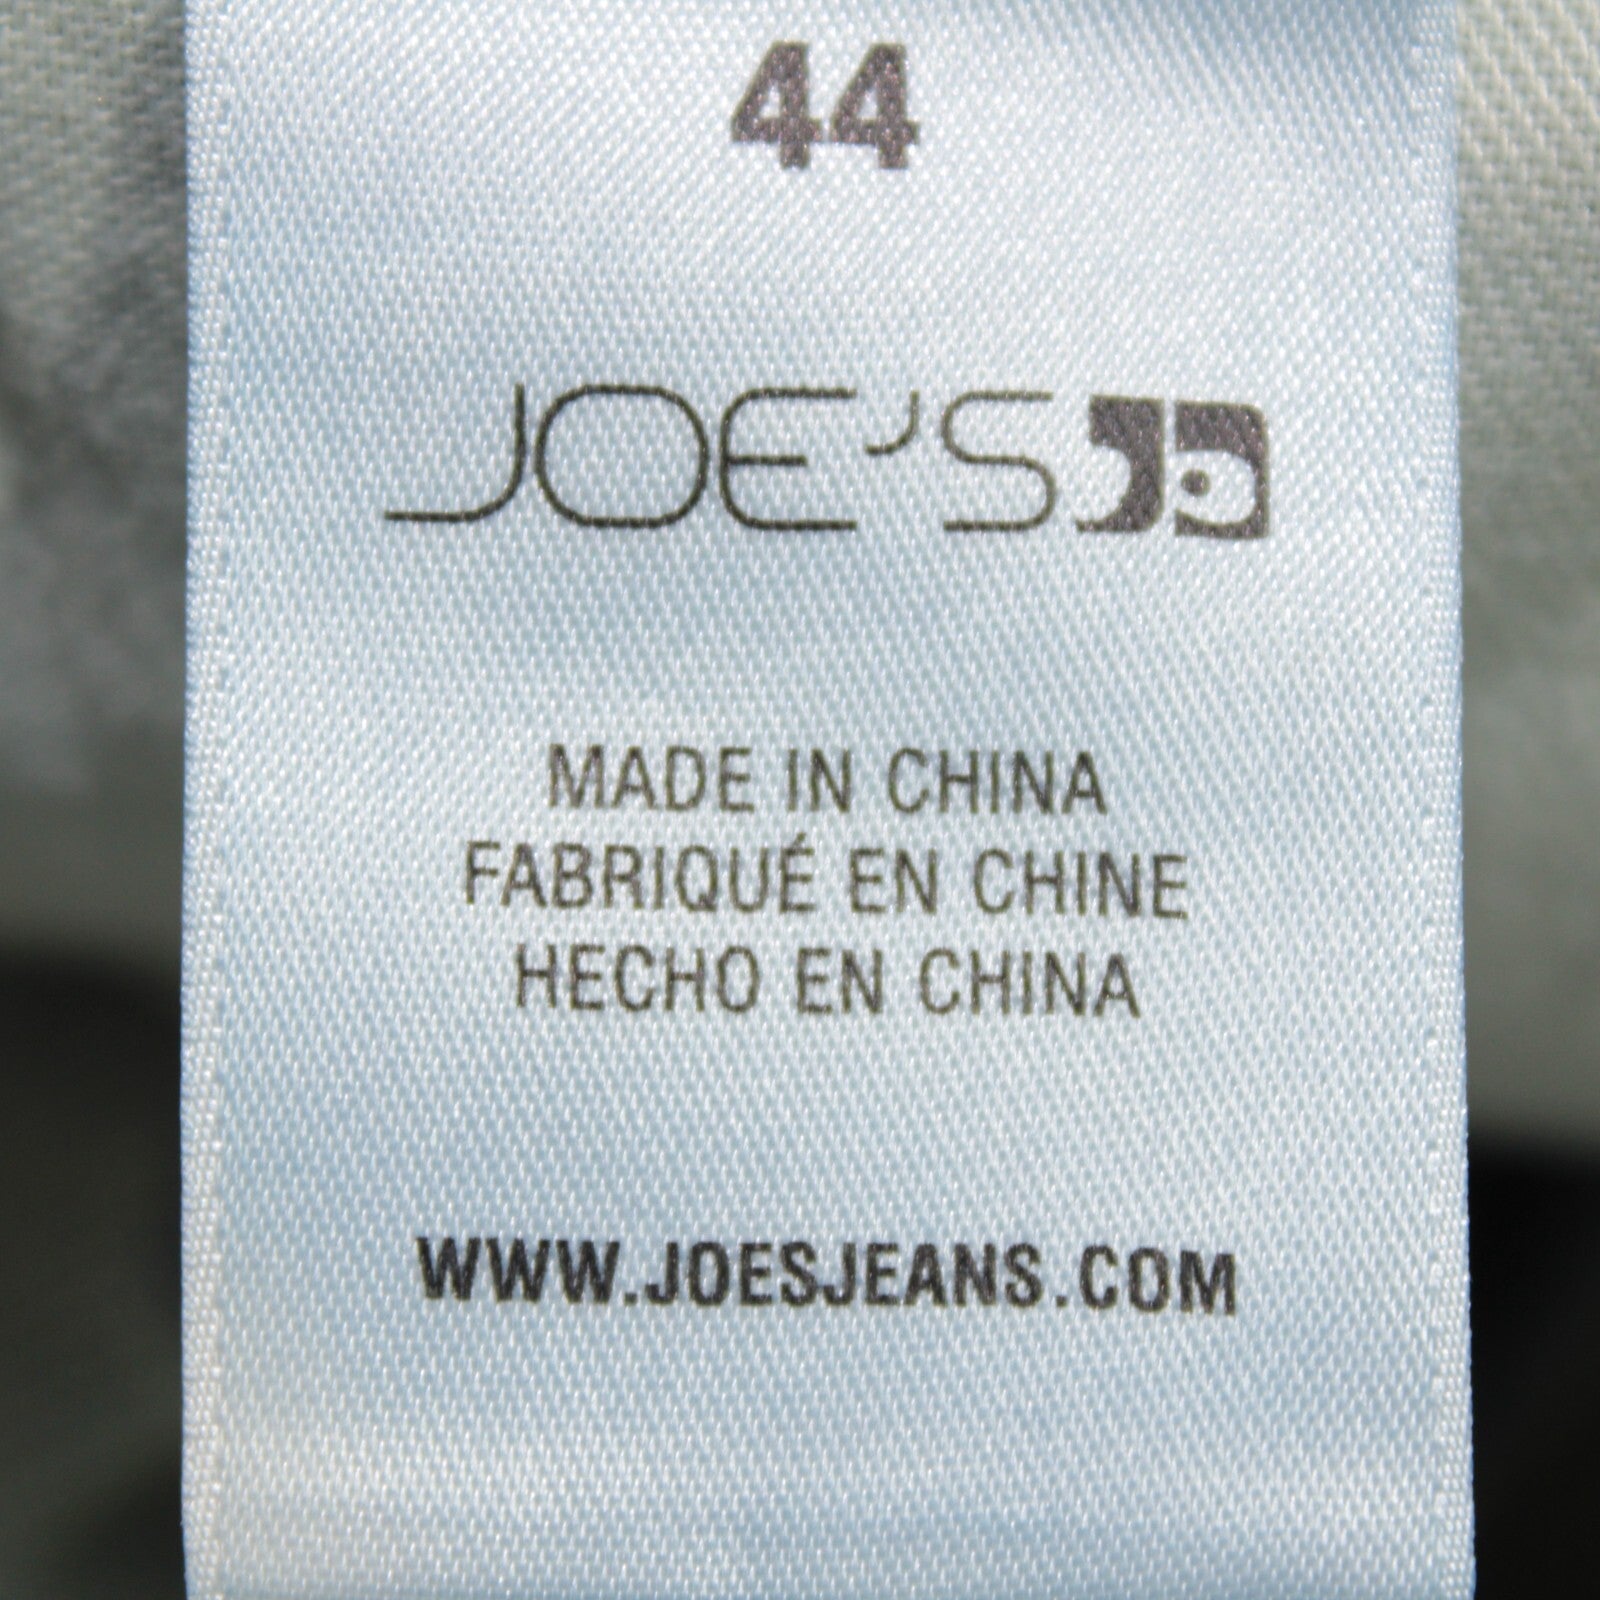 44
JOE'S
MADE IN CHINA
FABRIQUÉ EN CHINE
HECHO EN CHINA
WWW.JOESJEANS.COM